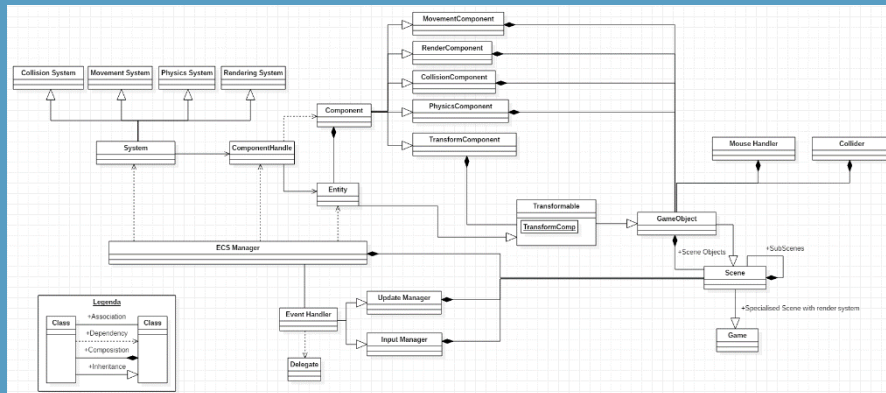 MovementComponent
RenderComponent
CollisionComponent
PhysicsComponent
TransformComponent
Collision System
Movement System
Physics System
Rendering System
Component
System
ComponentHandle
Entity
Mouse Handler
Collider
Transformable
TransformComp
GameObject
+Scene Objects
+SubScenes
Scene
ECS Manager
+Specialised Scene with render system
Game
Update Manager
Event Handler
Input Manager
Delegate
Legenda
Class
+Association
Class
+Dependency
+Composistion
+Inheritance